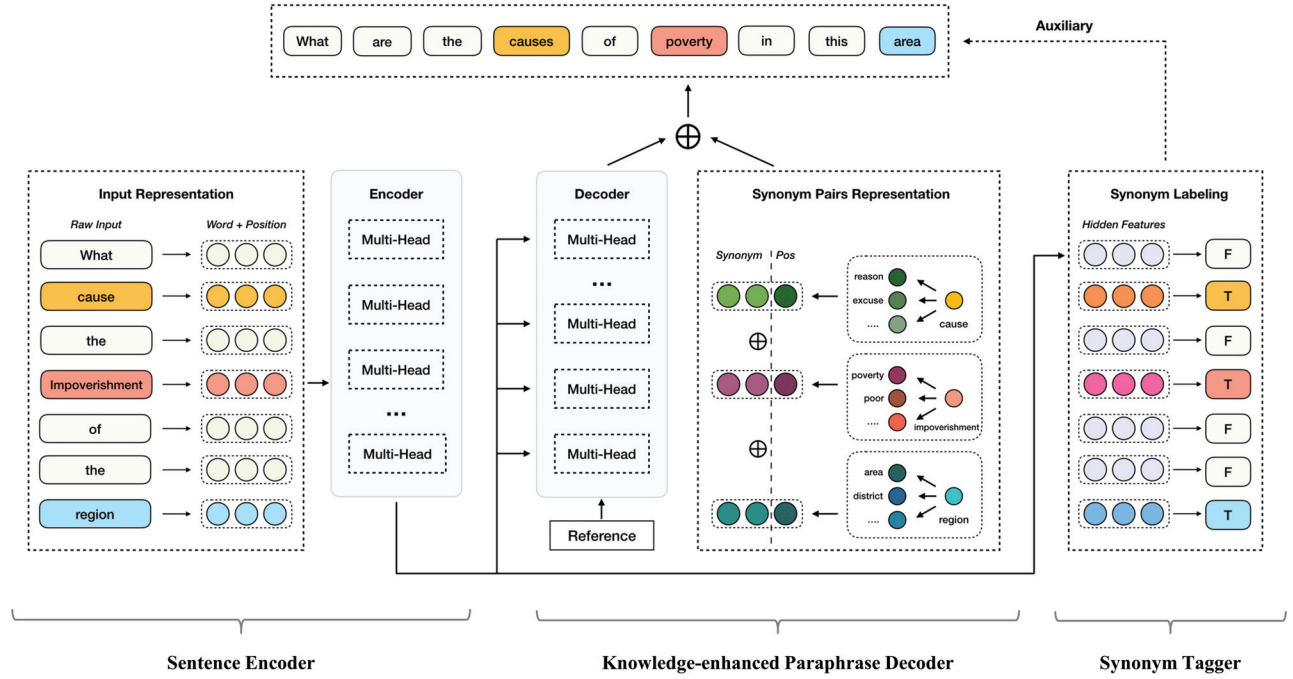 What are the causes of poverty in this area
Auxiliary
Input Representation
Raw Input Word + Position
What
cause
the
Impoverishment
of
the
region
Encoder
Multi-Head
Multi-Head
Multi-Head
...
Multi-Head
Decoder
Multi-Head
...
Multi-Head
Multi-Head
Multi-Head
Reference
Synonym Pairs Representation
Synonym Pos
reason
excuse
....
cause
poverty
poor
....
impoverishment
area
district
....
region
Synonym Labeling
Hidden Features
F
T
F
T
F
F
T
Sentence Encoder
Knowledge-enhanced Paraphrase Decoder
Synonym Tagger